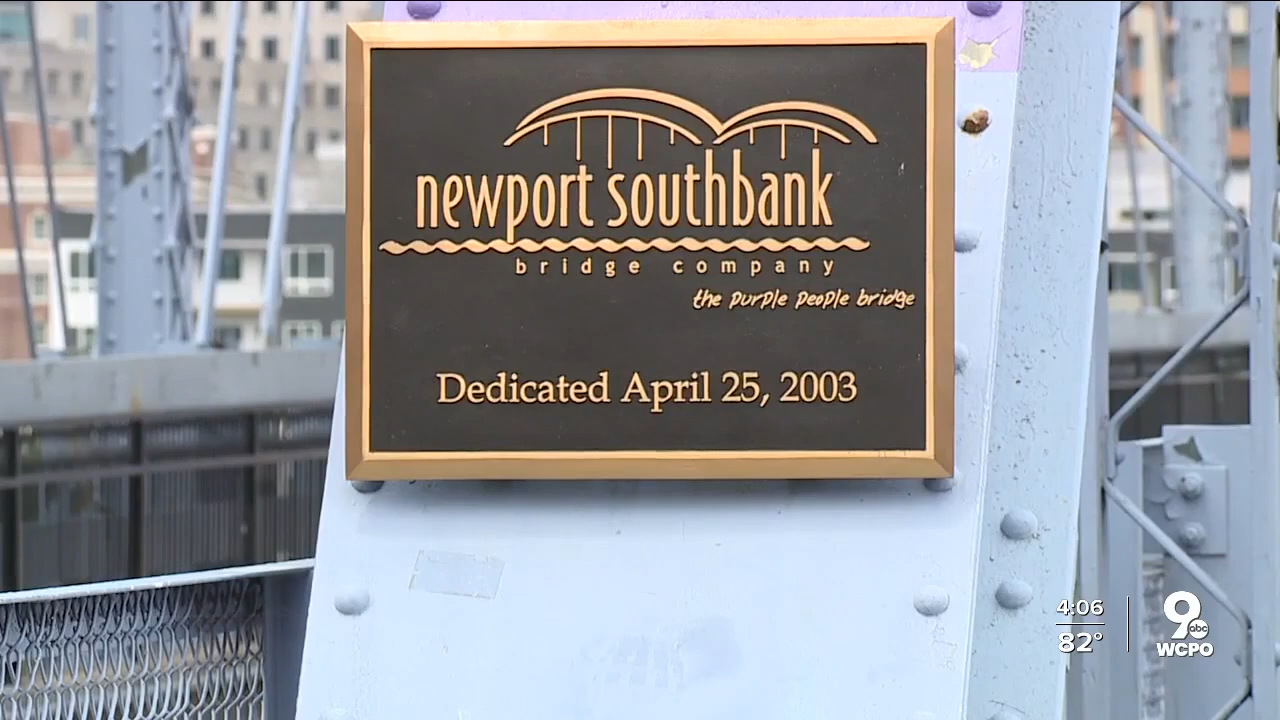 newport southbank
bridge company
the purple people bridge
Dedicated April 25, 2003
4:06
82°
9
abc
WCPO